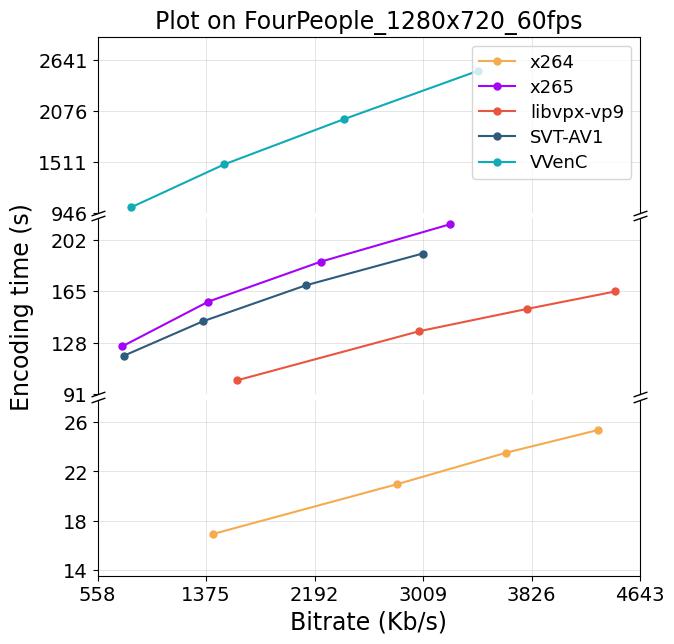 Plot on FourPeople_1280x720_60fps
x264
x265
libvpx-vp9
SVT-AV1
VVenC
Encoding time (s)
2641
2076
1511
946
202
165
128
91
26
22
18
14
558 1375 2192 3009 3826 4643
Bitrate (Kb/s)